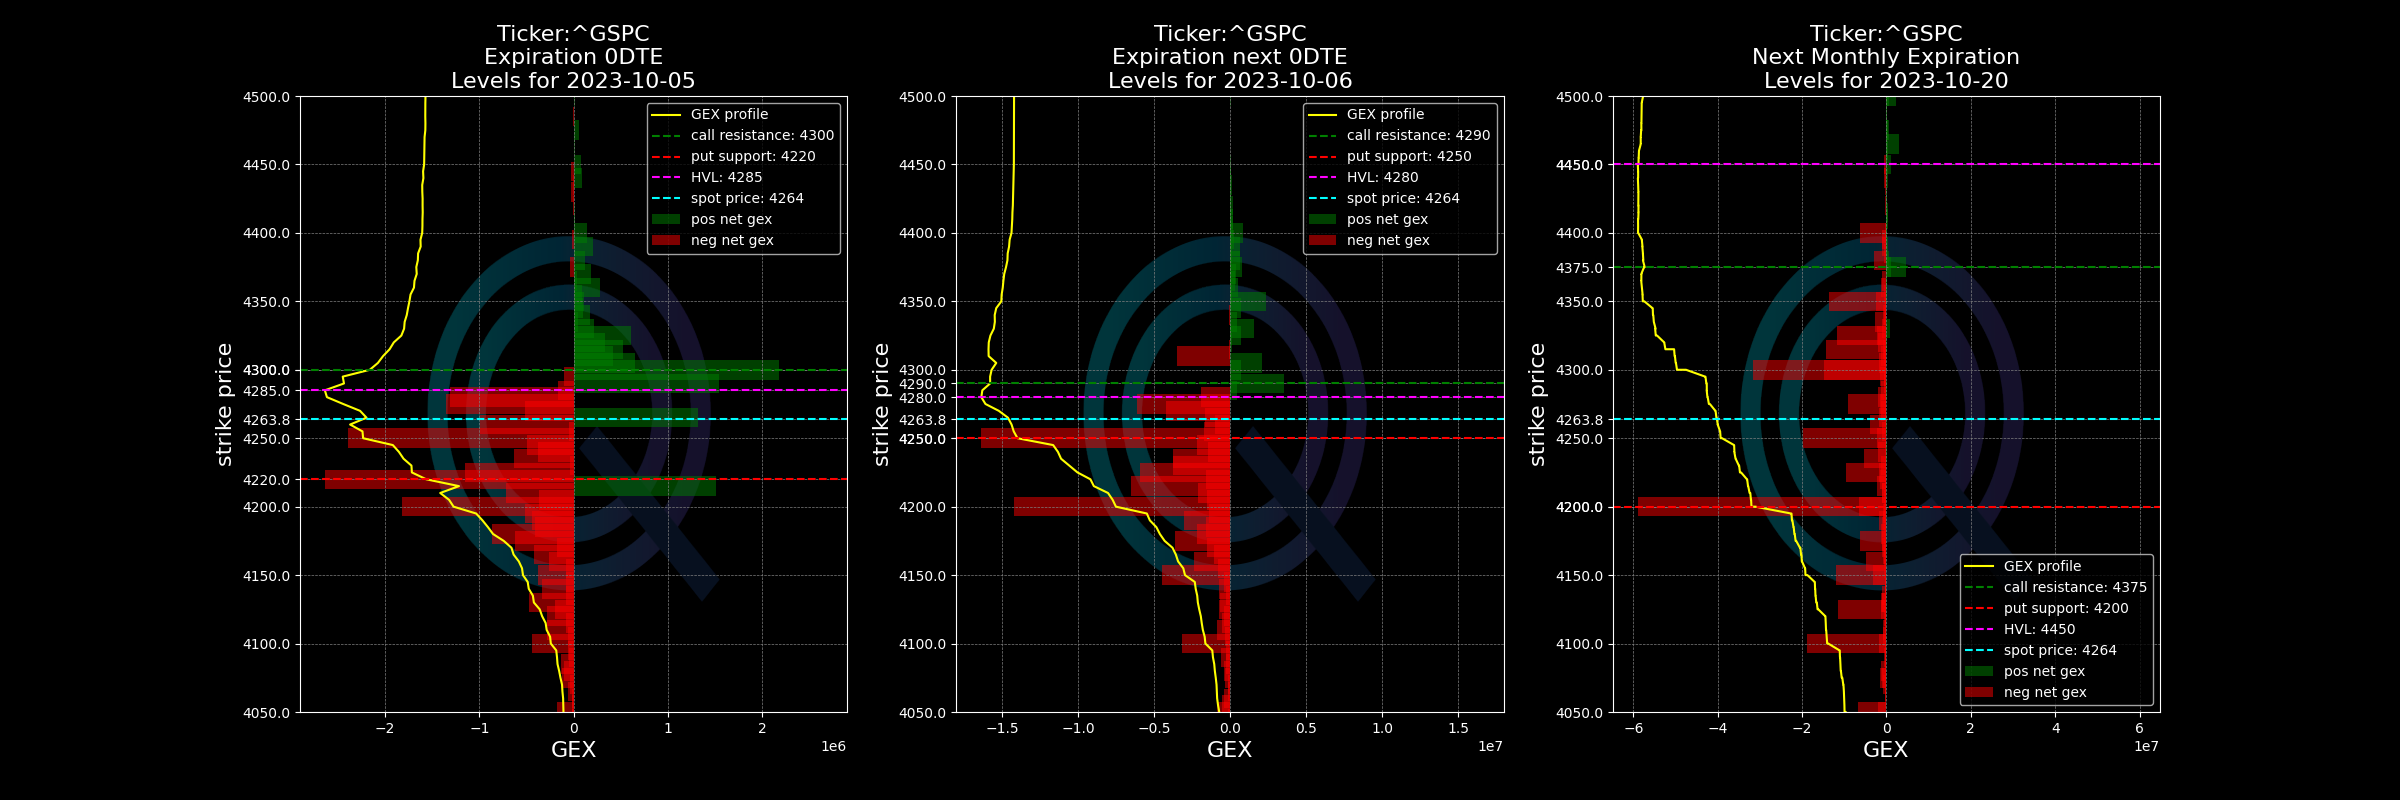 Ticker:^GSPC
Expiration 0DTE
Levels for 2023-10-05
4500.0
4450.0
4400.0
4350.0
4300.0
4285.0
4263.8
4250.0
4220.0
4200.0
4150.0
4100.0
4050.0
strike price
GEX profile
call resistance: 4300
put support: 4220
HVL: 4285
spot price: 4264
pos net gex
neg net gex
−2 −1 0 1 2
1e6
GEX
Ticker:^GSPC
Expiration next 0DTE
Levels for 2023-10-06
4500.0
4450.0
4400.0
4350.0
4300.0
4290.0
4280.0
4263.8
4250.0
4200.0
4150.0
4100.0
4050.0
strike price
GEX profile
call resistance: 4290
put support: 4250
HVL: 4280
spot price: 4264
pos net gex
neg net gex
−1.5 −1.0 −0.5 0.0 0.5 1.0 1.5
1e7
GEX
Ticker:^GSPC
Next Monthly Expiration
Levels for 2023-10-20
4500.0
4450.0
4400.0
4375.0
4350.0
4300.0
4263.8
4250.0
4200.0
4150.0
4100.0
4050.0
strike price
GEX profile
call resistance: 4375
put support: 4200
HVL: 4450
spot price: 4264
pos net gex
neg net gex
−6 −4 −2 0 2 4 6
1e7
GEX